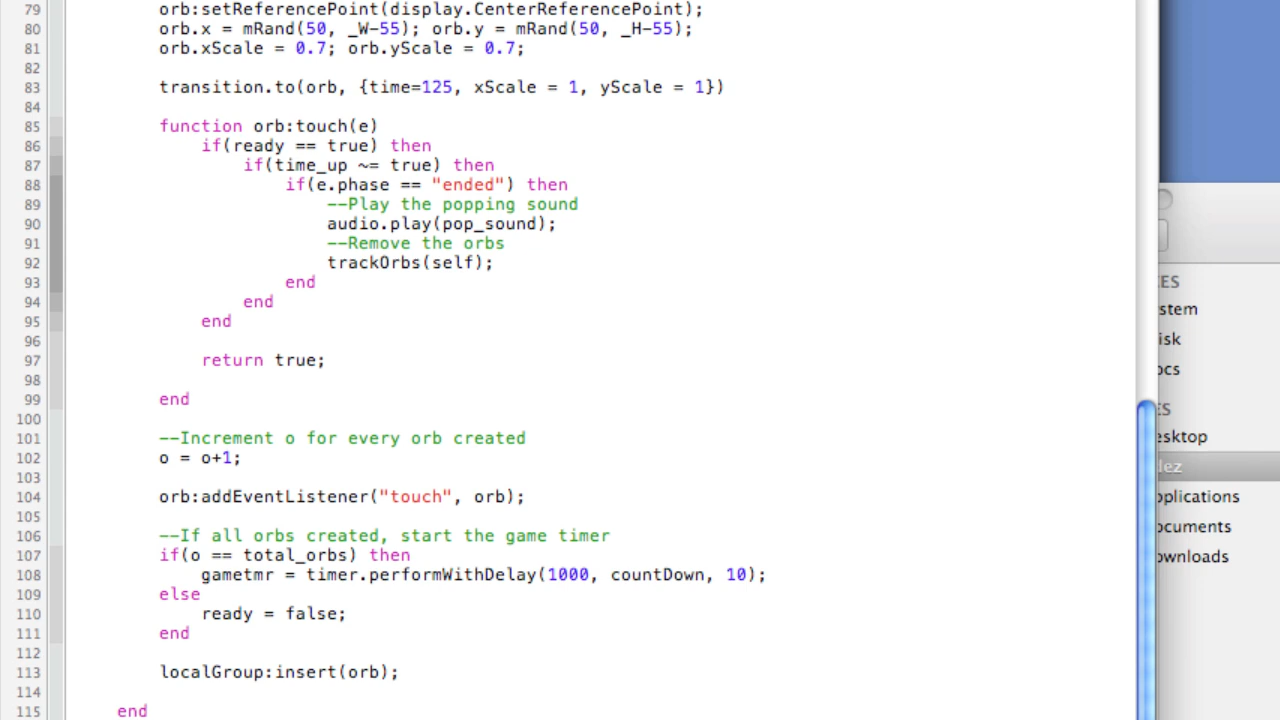 79 orb:setReferencePoint(display.CenterReferencePoint);
80 orb.x = mRand(50, _W-55); orb.y = mRand(50, _H-55);
81 orb.xScale = 0.7; orb.yScale = 0.7;
82
83 transition.to(orb, {time=125, xScale = 1, yScale = 1})
84
85 function orb:touch(e)
86 if(ready == true) then
87 if(time_up ~= true) then
88 if(e.phase == "ended") then
89 --Play the popping sound
90 audio.play(pop_sound);
91 --Remove the orbs
92 trackOrbs(self);
93 end
94 end
95 end
96
97 return true;
98
99 end
100
101 --Increment o for every orb created
102 o = o+1;
103
104 orb:addEventListener("touch", orb);
105
106 --If all orbs created, start the game timer
107 if(o == total_orbs) then
108 gametmr = timer.performWithDelay(1000, countDown, 10);
109 else
110 ready = false;
111 end
112
113 localGroup:insert(orb);
114
115 end
ES
stem
isk
ocs
ES
esktop
dez
pplications
ocuments
ownloads